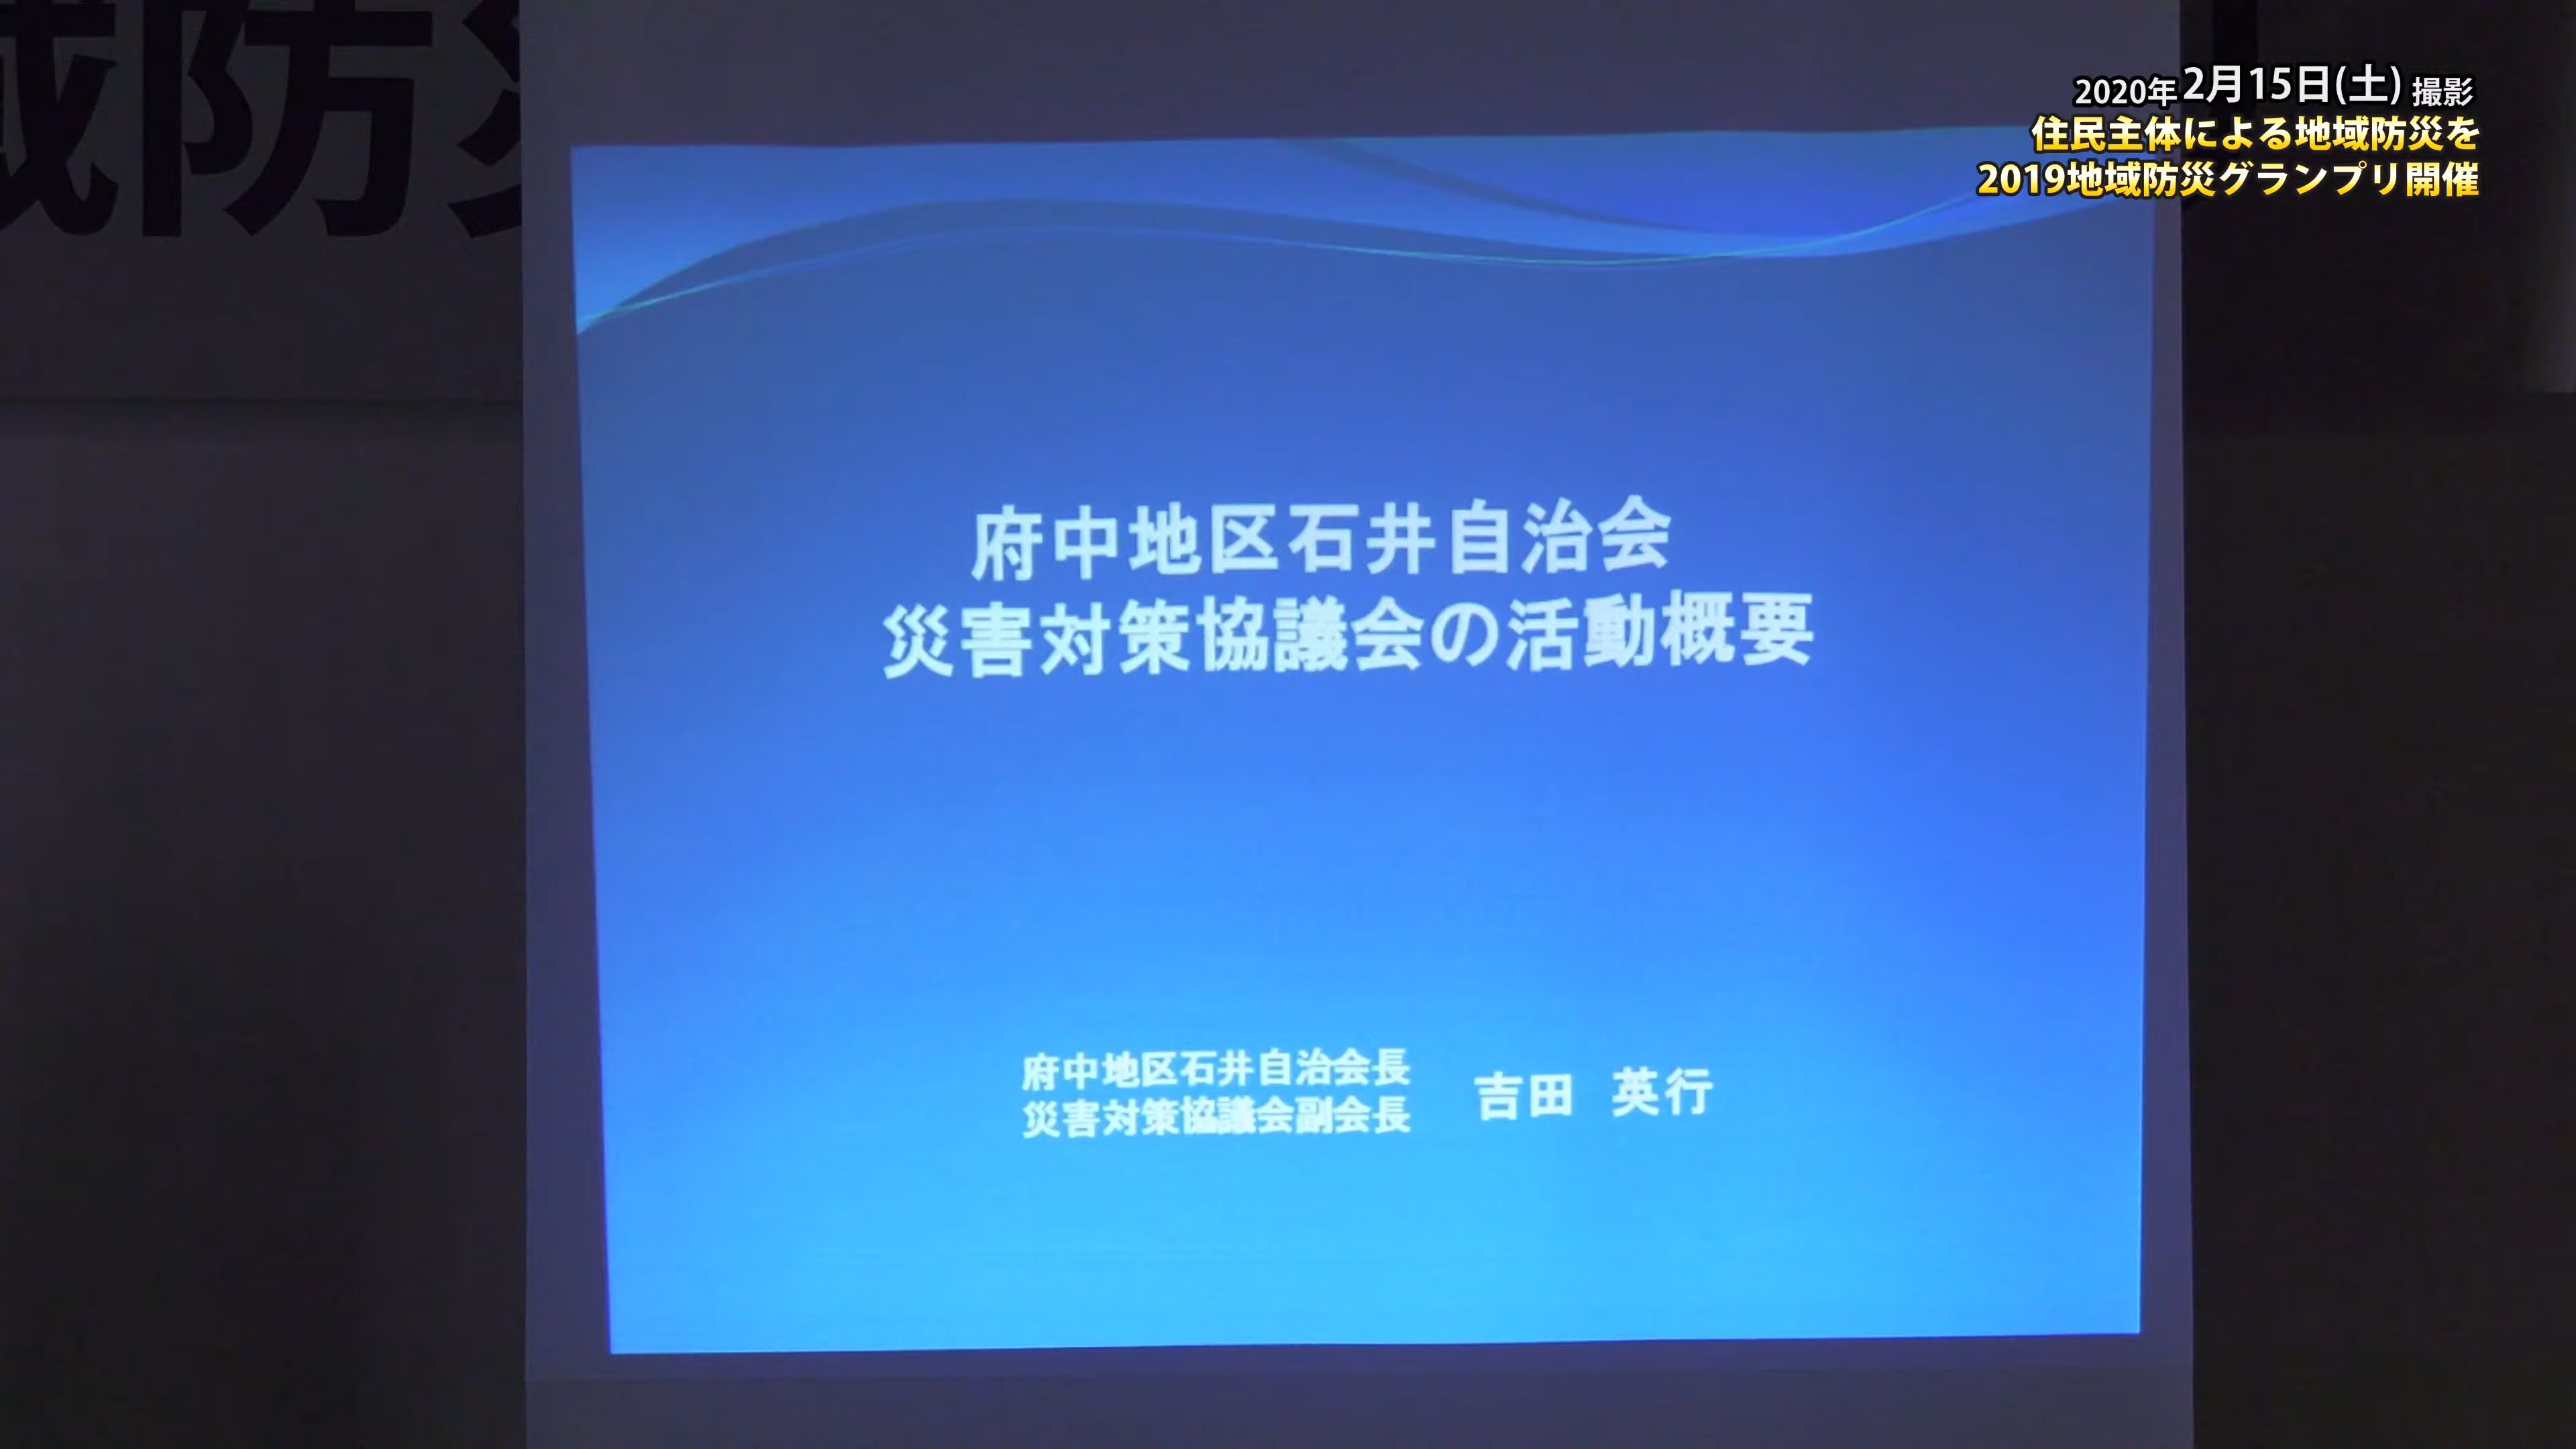 域防災
2020年2月15日(土)撮影
住民主体による地域防災を
2019地域防災グランプリ開催
府中地区石井自治会
災害対策協議会の活動概要
府中地区石井自治会長
災害対策協議会副会長
吉田 英行